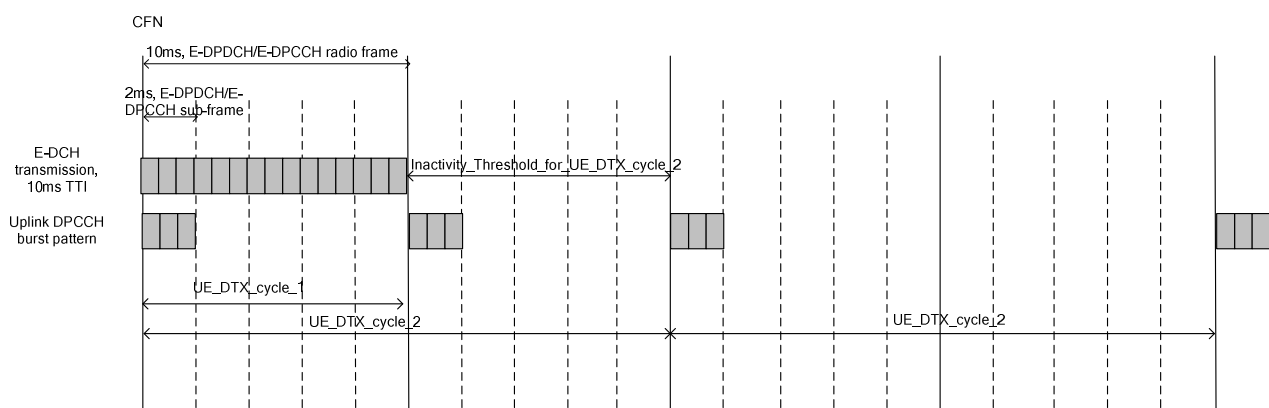 CFN
10ms, E-DPDCH/E-DPCCH radio frame
2ms, E-DPDCH/E-
DPCCH sub-frame
E-DCH
transmission,
10ms TTI
Inactivity_Threshold_for_UE_DTX_cycle_2
Uplink DPCCH
burst pattern
UE_DTX_cycle_1
UE_DTX_cycle_2
UE_DTX_cycle_2